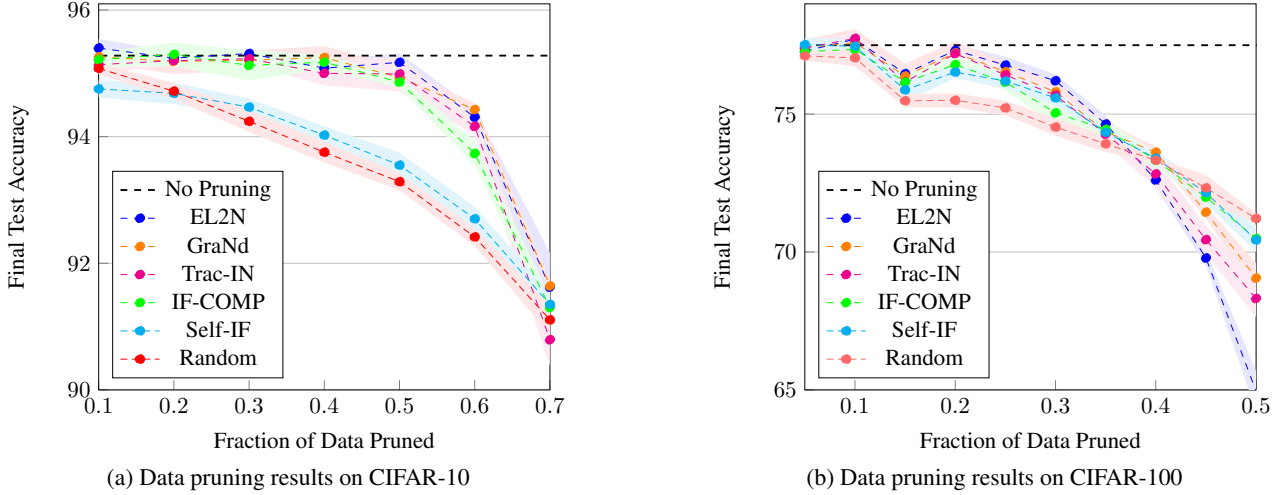 96
94
92
90
0.1 0.2 0.3 0.4 0.5 0.6 0.7
Final Test Accuracy
Fraction of Data Pruned
No Pruning
EL2N
GraNd
Trac-IN
IF-COMP
Self-IF
Random
(a) Data pruning results on CIFAR-10
75
70
65
0.1 0.2 0.3 0.4 0.5
Final Test Accuracy
Fraction of Data Pruned
No Pruning
EL2N
GraNd
Trac-IN
IF-COMP
Self-IF
Random
(b) Data pruning results on CIFAR-100